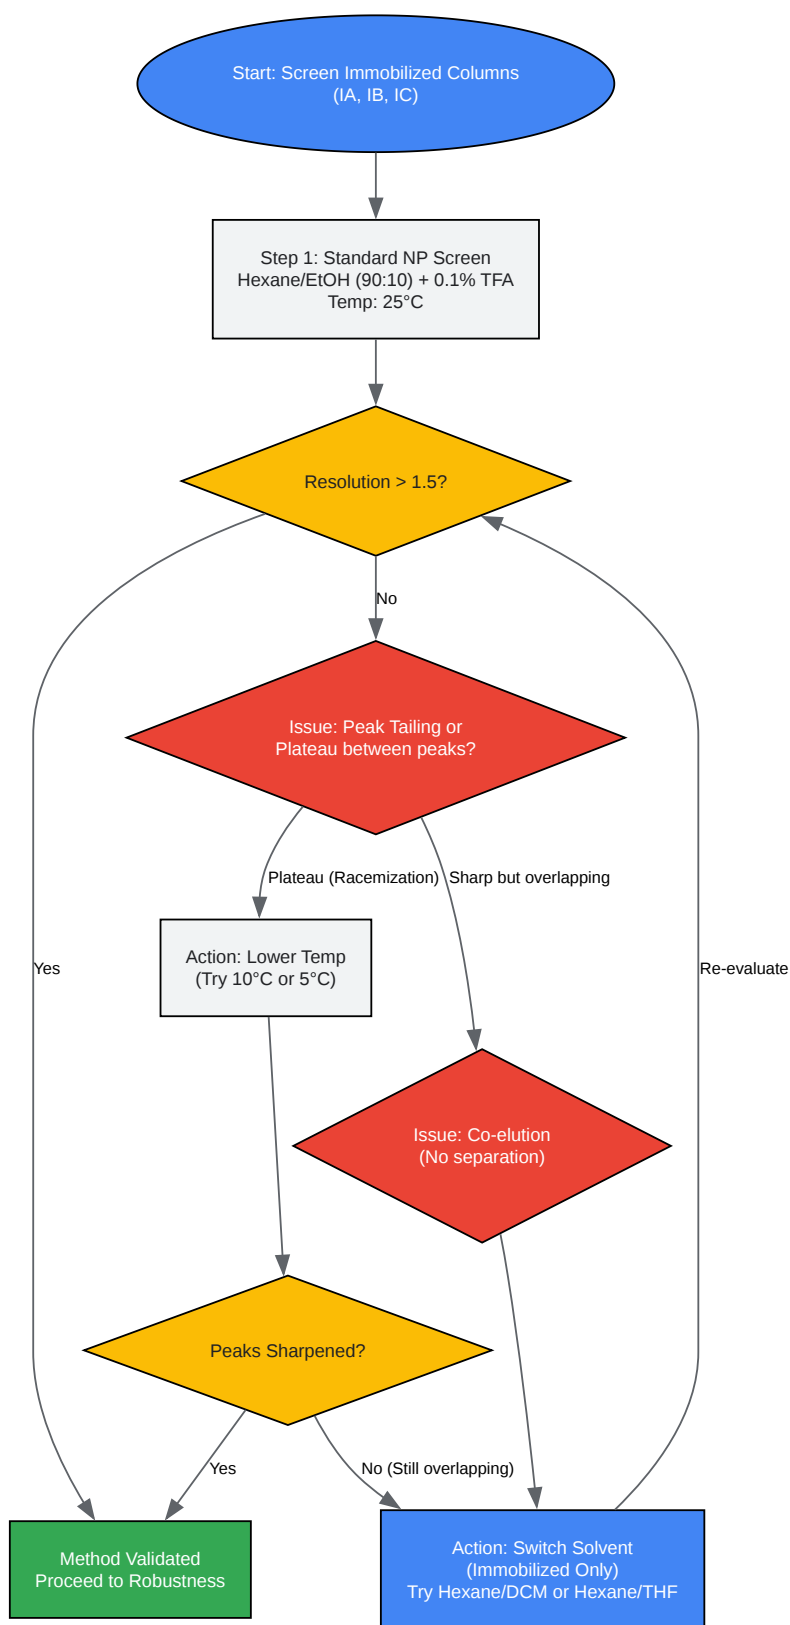 Start: Screen Immobilized Columns
(IA, IB, IC)
Step 1: Standard NP Screen
Hexane/EtOH (90:10) + 0.1% TFA
Temp: 25°C
Resolution > 1.5?
No
Issue: Peak Tailing or
Plateau between peaks?
Plateau (Racemization)
Sharp but overlapping
Action: Lower Temp
(Try 10°C or 5°C)
Yes
Re-evaluate
Issue: Co-elution
(No separation)
Peaks Sharpened?
Yes
No (Still overlapping)
Method Validated
Proceed to Robustness
Action: Switch Solvent
(Immobilized Only)
Try Hexane/DCM or Hexane/THF